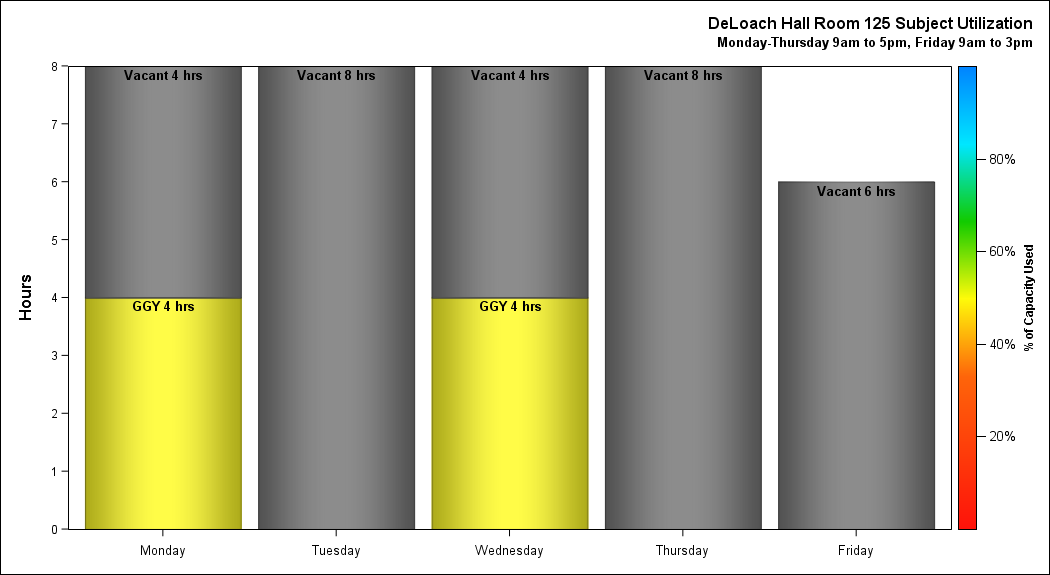 DeLoach Hall Room 125 Subject Utilization
Monday-Thursday 9am to 5pm, Friday 9am to 3pm
Hours
8
7
6
5
4
3
2
1
0
Vacant 4 hrs
GGY 4 hrs
Vacant 8 hrs
Vacant 4 hrs
GGY 4 hrs
Vacant 8 hrs
Vacant 6 hrs
Monday
Tuesday
Wednesday
Thursday
Friday
80%
60%
40%
20%
% of Capacity Used